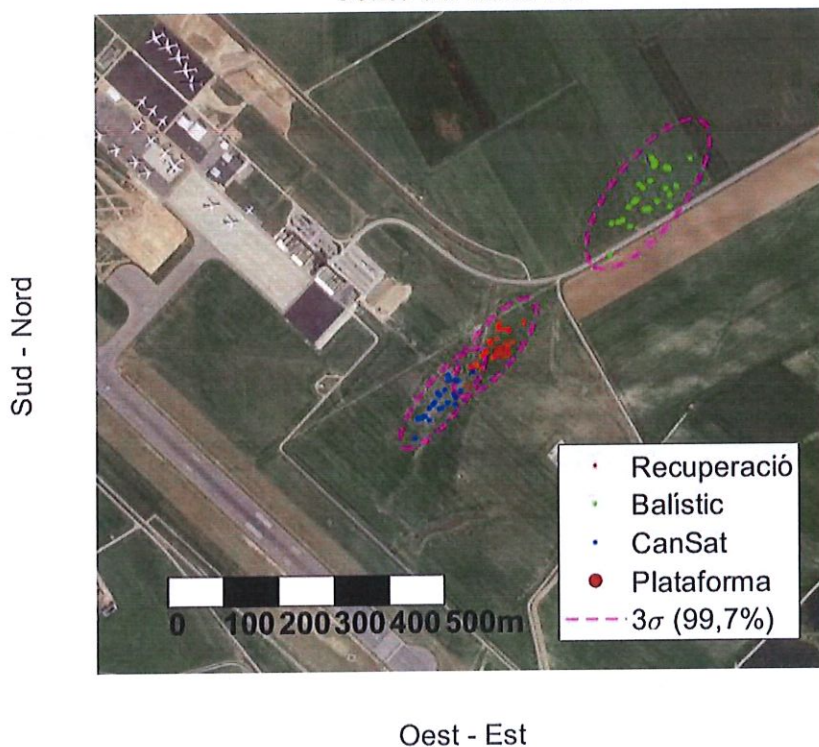 Sud - Nord
Recuperació
Balístic
CanSat
Plataforma
3σ (99,7%)
0 100 200 300 400 500m
Oest - Est